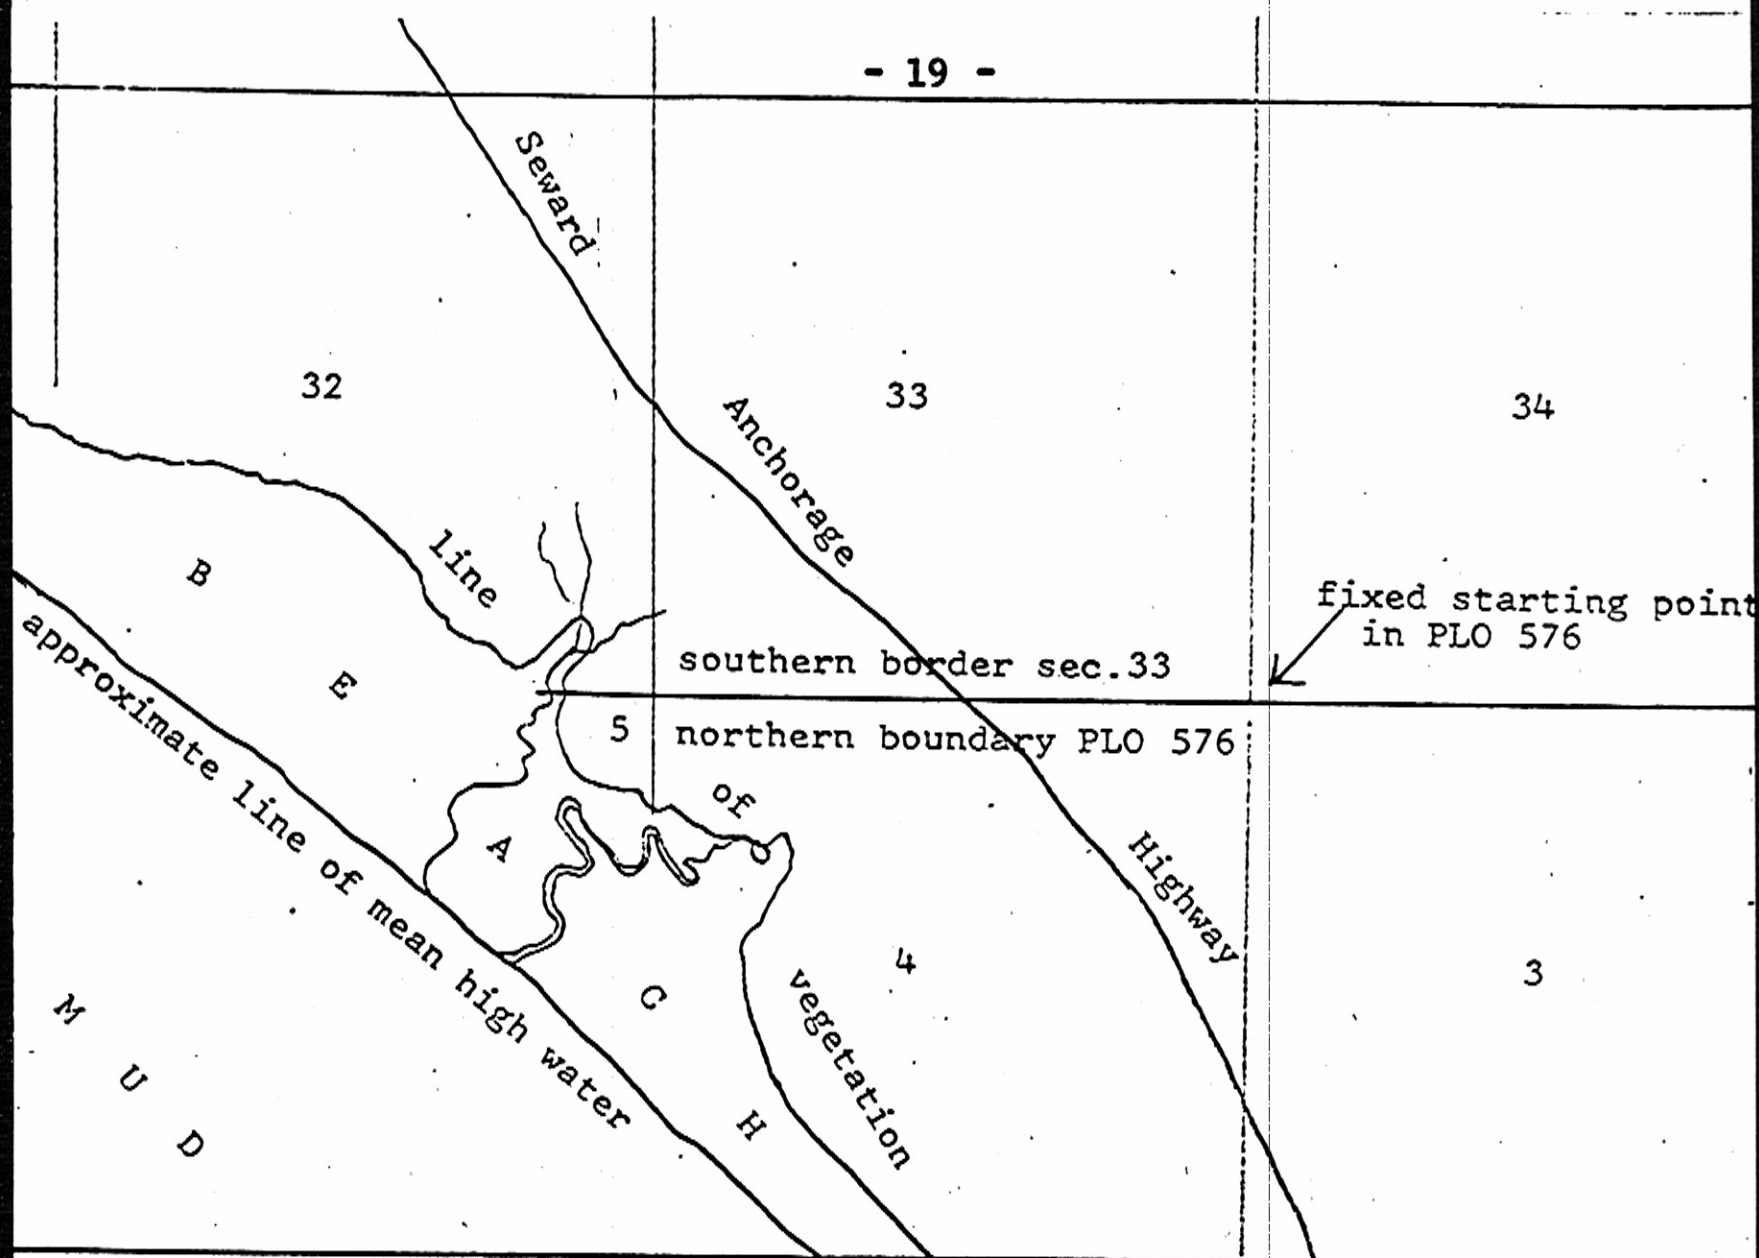 - 19 -
Seward
Anchorage
Highway
32
33
34
line
of
vegetation
fixed starting point
in PLO 576
southern border sec.33
northern boundary PLO 576
5
4
3
B E A C H
approximate line of mean high water
M U D